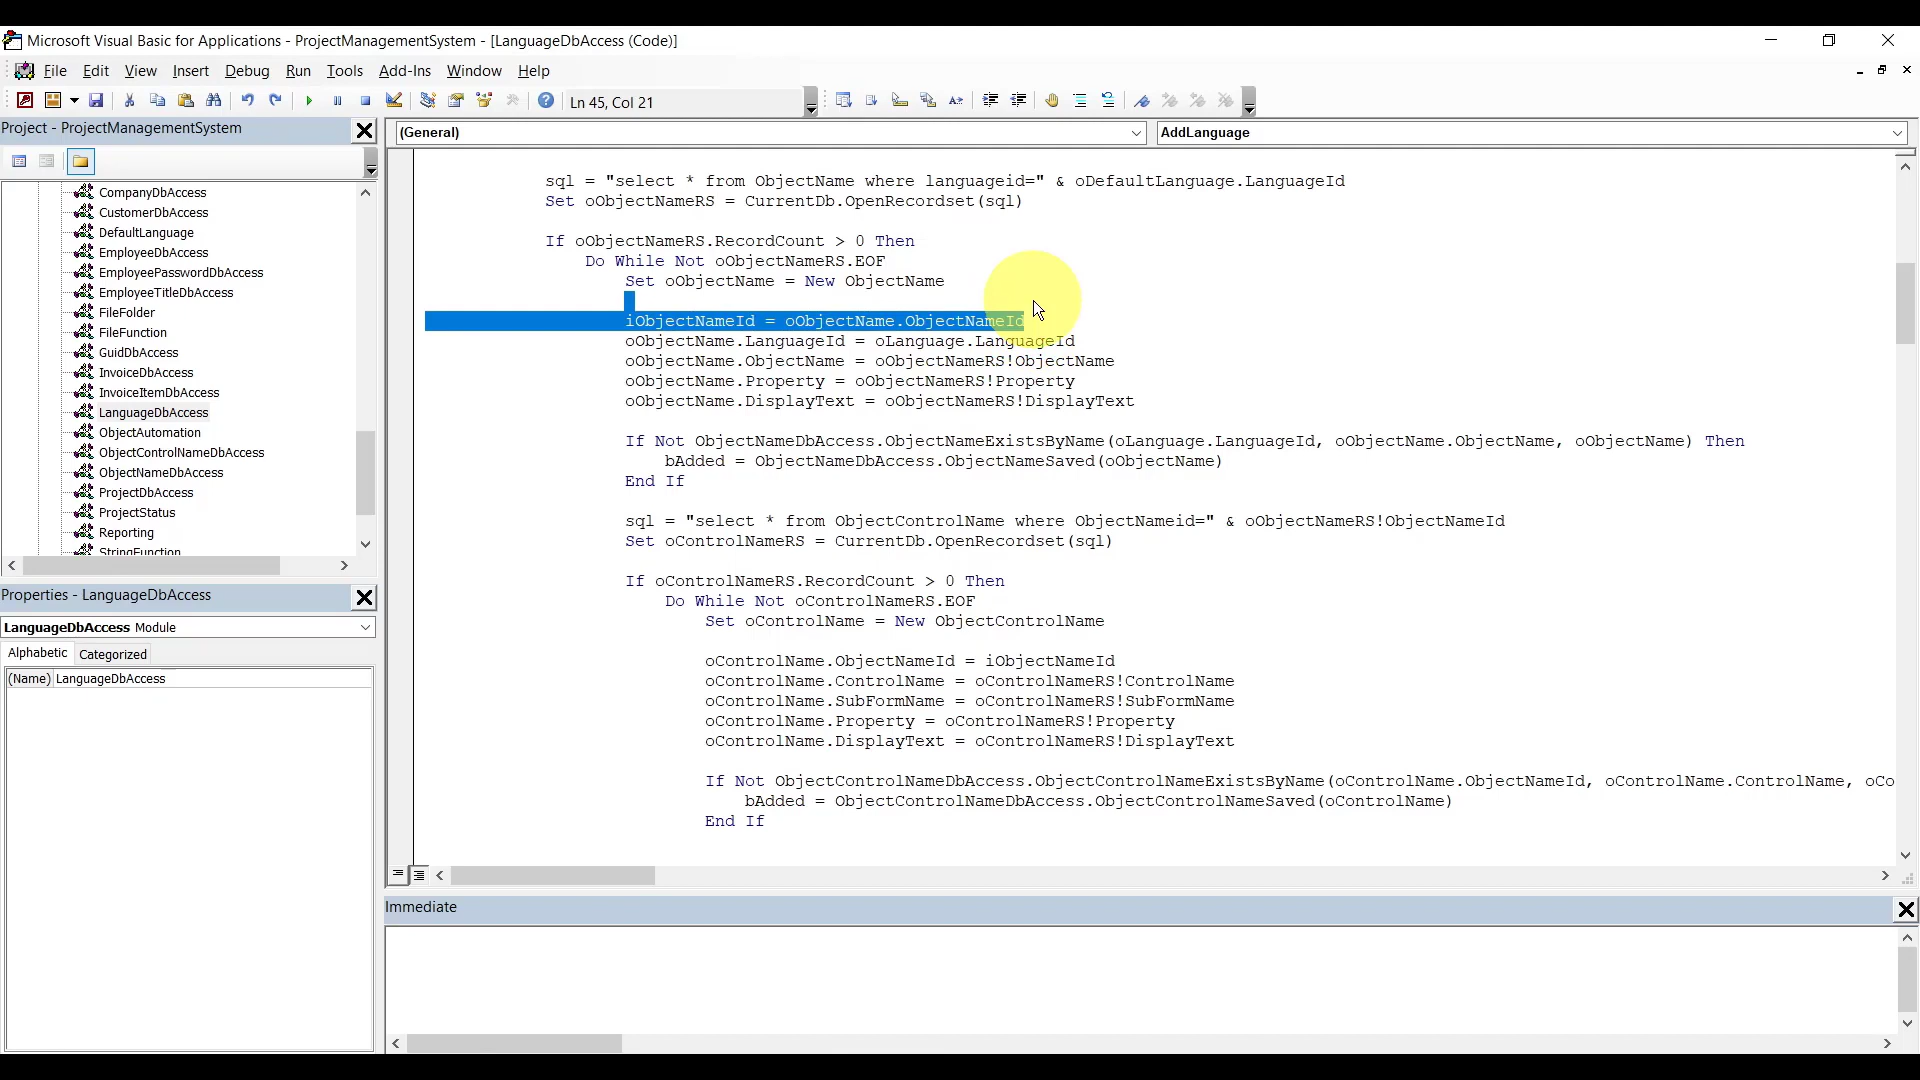 Microsoft Visual Basic for Applications - ProjectManagementSystem - [LanguageDbAccess (Code)]
File Edit View Insert Debug Run Tools Add-Ins Window Help
Ln 45, Col 21
Project - ProjectManagementSystem
(General)
AddLanguage
CompanyDbAccess
CustomerDbAccess
DefaultLanguage
EmployeeDbAccess
EmployeePasswordDbAccess
EmployeeTitleDbAccess
FileFolder
FileFunction
GuidDbAccess
InvoiceDbAccess
InvoiceItemDbAccess
LanguageDbAccess
ObjectAutomation
ObjectControlNameDbAccess
ObjectNameDbAccess
ProjectDbAccess
ProjectStatus
Reporting
StringFunction
Properties - LanguageDbAccess
LanguageDbAccess Module
Alphabetic Categorized
(Name) LanguageDbAccess
sql = "select * from ObjectName where languageid=" & oDefaultLanguage.LanguageId
Set oObjectNameRS = CurrentDb.OpenRecordset(sql)
If oObjectNameRS.RecordCount > 0 Then
Do While Not oObjectNameRS.EOF
Set oObjectName = New ObjectName
iObjectNameId = oObjectName.ObjectNameId
oObjectName.LanguageId = oLanguage.LanguageId
oObjectName.ObjectName = oObjectNameRS!ObjectName
oObjectName.Property = oObjectNameRS!Property
oObjectName.DisplayText = oObjectNameRS!DisplayText
If Not ObjectNameDbAccess.ObjectNameExistsByName(oLanguage.LanguageId, oObjectName.ObjectName, oObjectName) Then
bAdded = ObjectNameDbAccess.ObjectNameSaved(oObjectName)
End If
sql = "select * from ObjectControlName where ObjectNameid=" & oObjectNameRS!ObjectNameId
Set oControlNameRS = CurrentDb.OpenRecordset(sql)
If oControlNameRS.RecordCount > 0 Then
Do While Not oControlNameRS.EOF
Set oControlName = New ObjectControlName
oControlName.ObjectNameId = iObjectNameId
oControlName.ControlName = oControlNameRS!ControlName
oControlName.SubFormName = oControlNameRS!SubFormName
oControlName.Property = oControlNameRS!Property
oControlName.DisplayText = oControlNameRS!DisplayText
If Not ObjectControlNameDbAccess.ObjectControlNameExistsByName(oControlName.ObjectNameId, oControlName.ControlName, oCo
bAdded = ObjectControlNameDbAccess.ObjectControlNameSaved(oControlName)
End If
Immediate